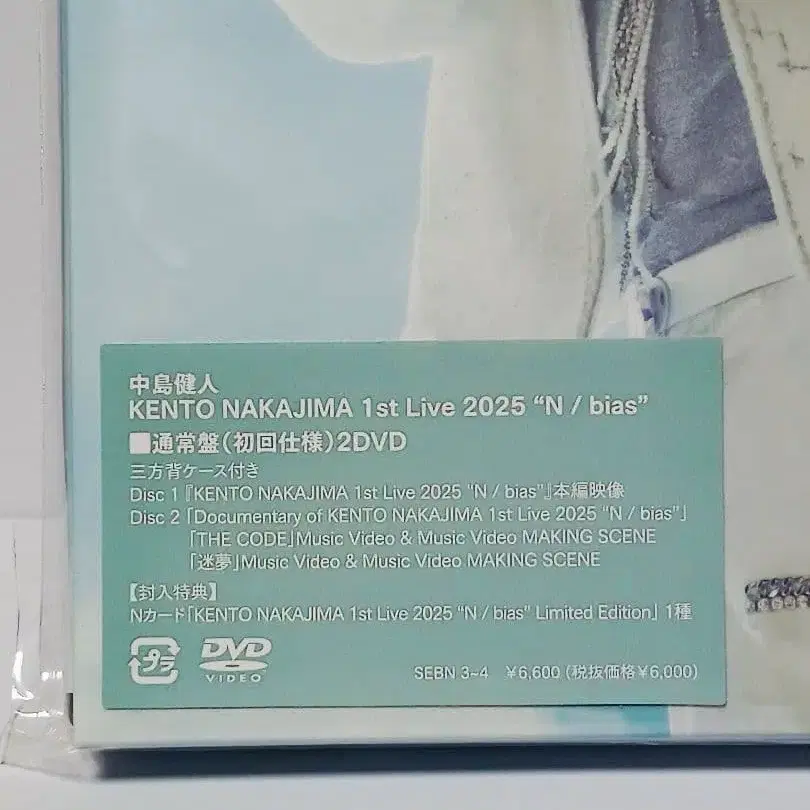 中島健人
KENTO NAKAJIMA 1st Live 2025 “N / bias”
■通常盤(初回仕様)2DVD
三方背ケース付き
Disc 1『KENTO NAKAJIMA 1st Live 2025 “N / bias”』本編映像
Disc 2「Documentary of KENTO NAKAJIMA 1st Live 2025 “N / bias”」
「THE CODE」Music Video & Music Video MAKING SCENE
「迷夢」Music Video & Music Video MAKING SCENE
【封入特典】
Nカード「KENTO NAKAJIMA 1st Live 2025 “N / bias” Limited Edition」 1種
プラ DVD VIDEO SEBN 3~4 ¥6,600 (税抜価格¥6,000)